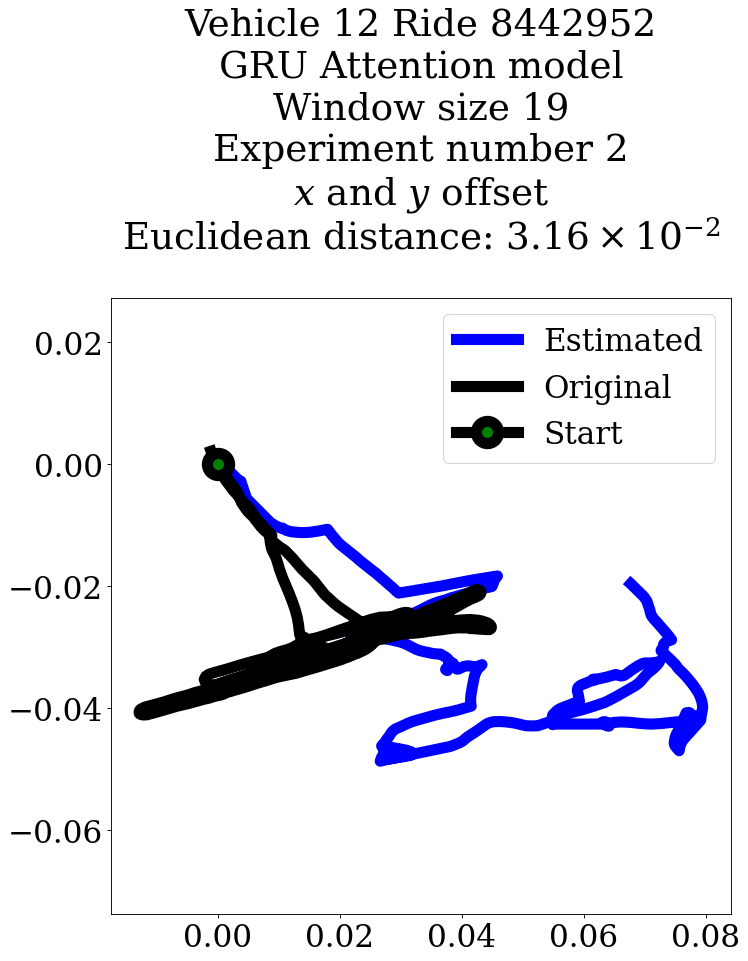 Vehicle 12 Ride 8442952
GRU Attention model
Window size 19
Experiment number 2
x and y offset
Euclidean distance: 3.16 × 10⁻²
Estimated
Original
Start
0.02
0.00
−0.02
−0.04
−0.06
0.00 0.02 0.04 0.06 0.08